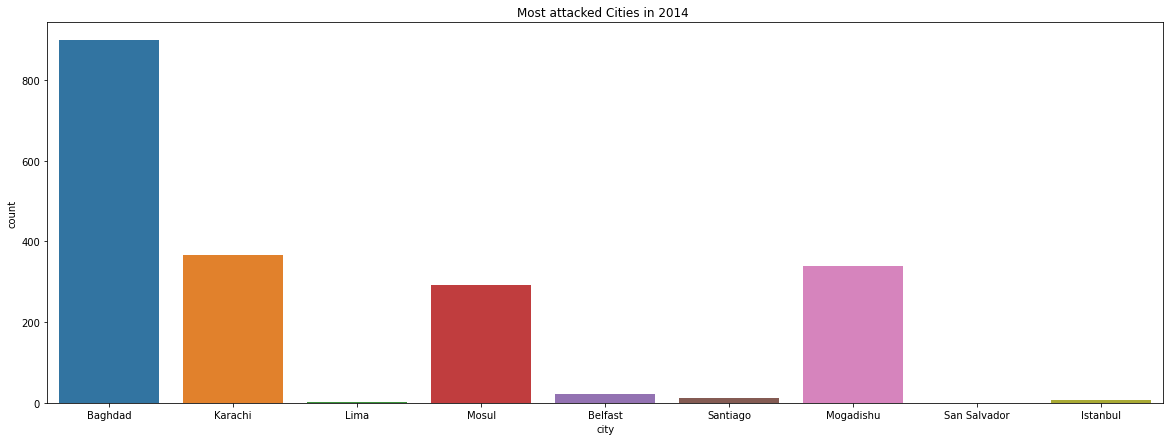 Most attacked Cities in 2014
count
800
600
400
200
0
Baghdad Karachi Lima Mosul Belfast Santiago Mogadishu San Salvador Istanbul
city